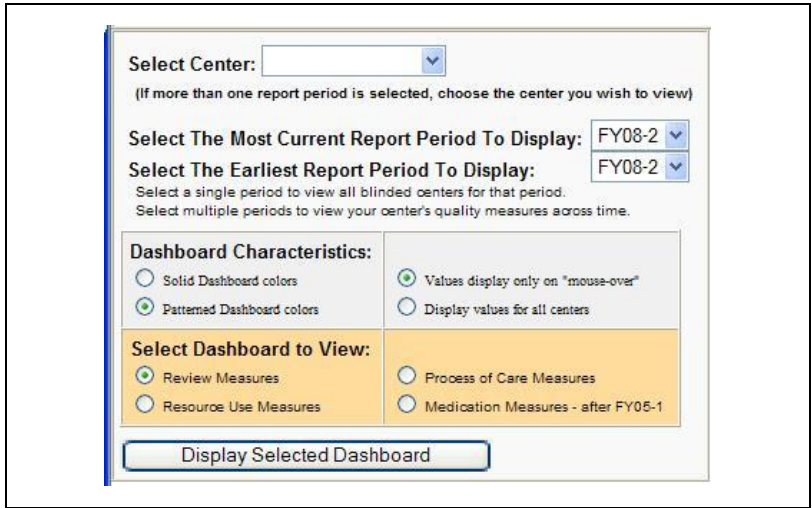 Select Center:
(If more than one report period is selected, choose the center you wish to view)
Select The Most Current Report Period To Display: FY08-2
Select The Earliest Report Period To Display: FY08-2
Select a single period to view all blinded centers for that period.
Select multiple periods to view your center's quality measures across time.
Dashboard Characteristics:
Solid Dashboard colors
Values display only on "mouse-over"
Patterned Dashboard colors
Display values for all centers
Select Dashboard to View:
Review Measures
Process of Care Measures
Resource Use Measures
Medication Measures - after FY05-1
Display Selected Dashboard